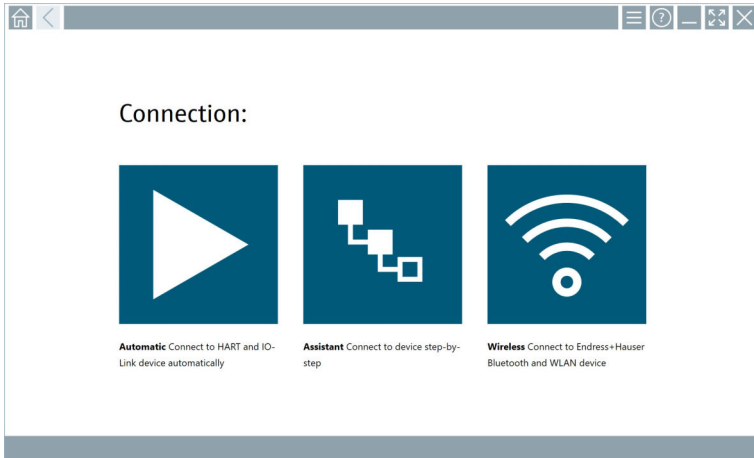 Connection:
Automatic Connect to HART and IO-
Link device automatically
Assistant Connect to device step-by-
step
Wireless Connect to Endress+Hauser
Bluetooth and WLAN device